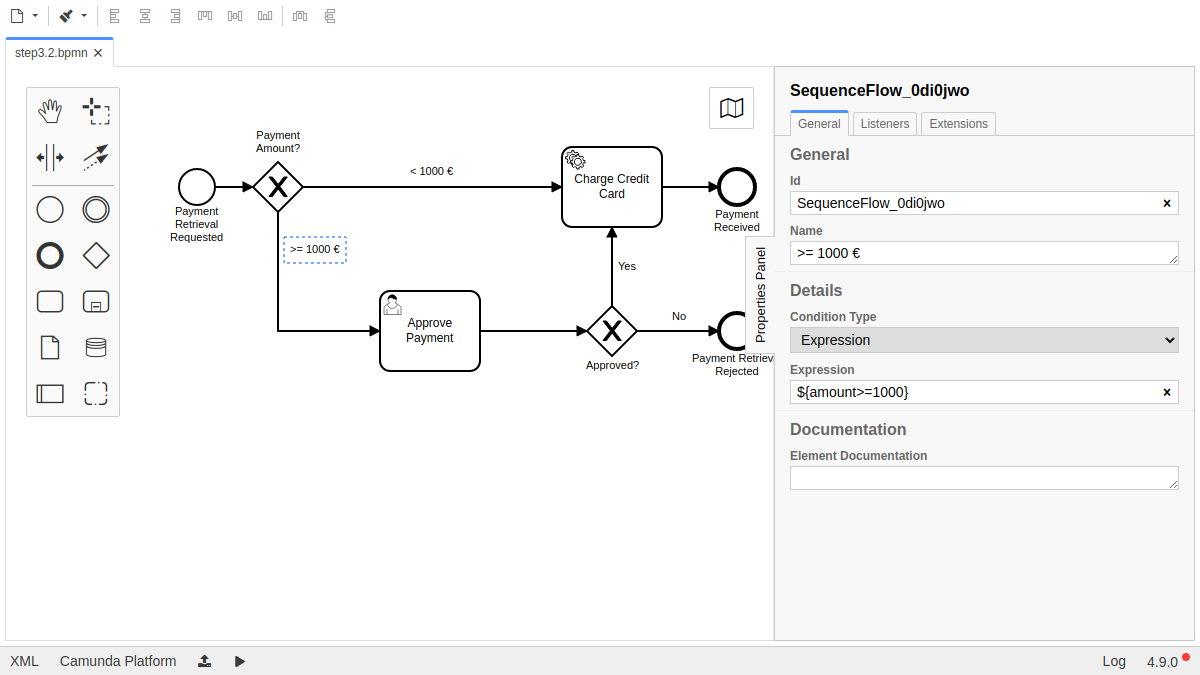 step3.2.bpmn
Payment
Amount?
< 1000 €
Payment
Retrieval
Requested
>= 1000 €
Charge Credit
Card
Payment
Received
Yes
Approve
Payment
No
Approved?
Payment Retriev
Rejected
Properties Panel
SequenceFlow_0di0jwo
General
Listeners
Extensions
General
Id
SequenceFlow_0di0jwo
Name
>= 1000 €
Details
Condition Type
Expression
Expression
${amount>=1000}
Documentation
Element Documentation
XML
Camunda Platform
Log
4.9.0